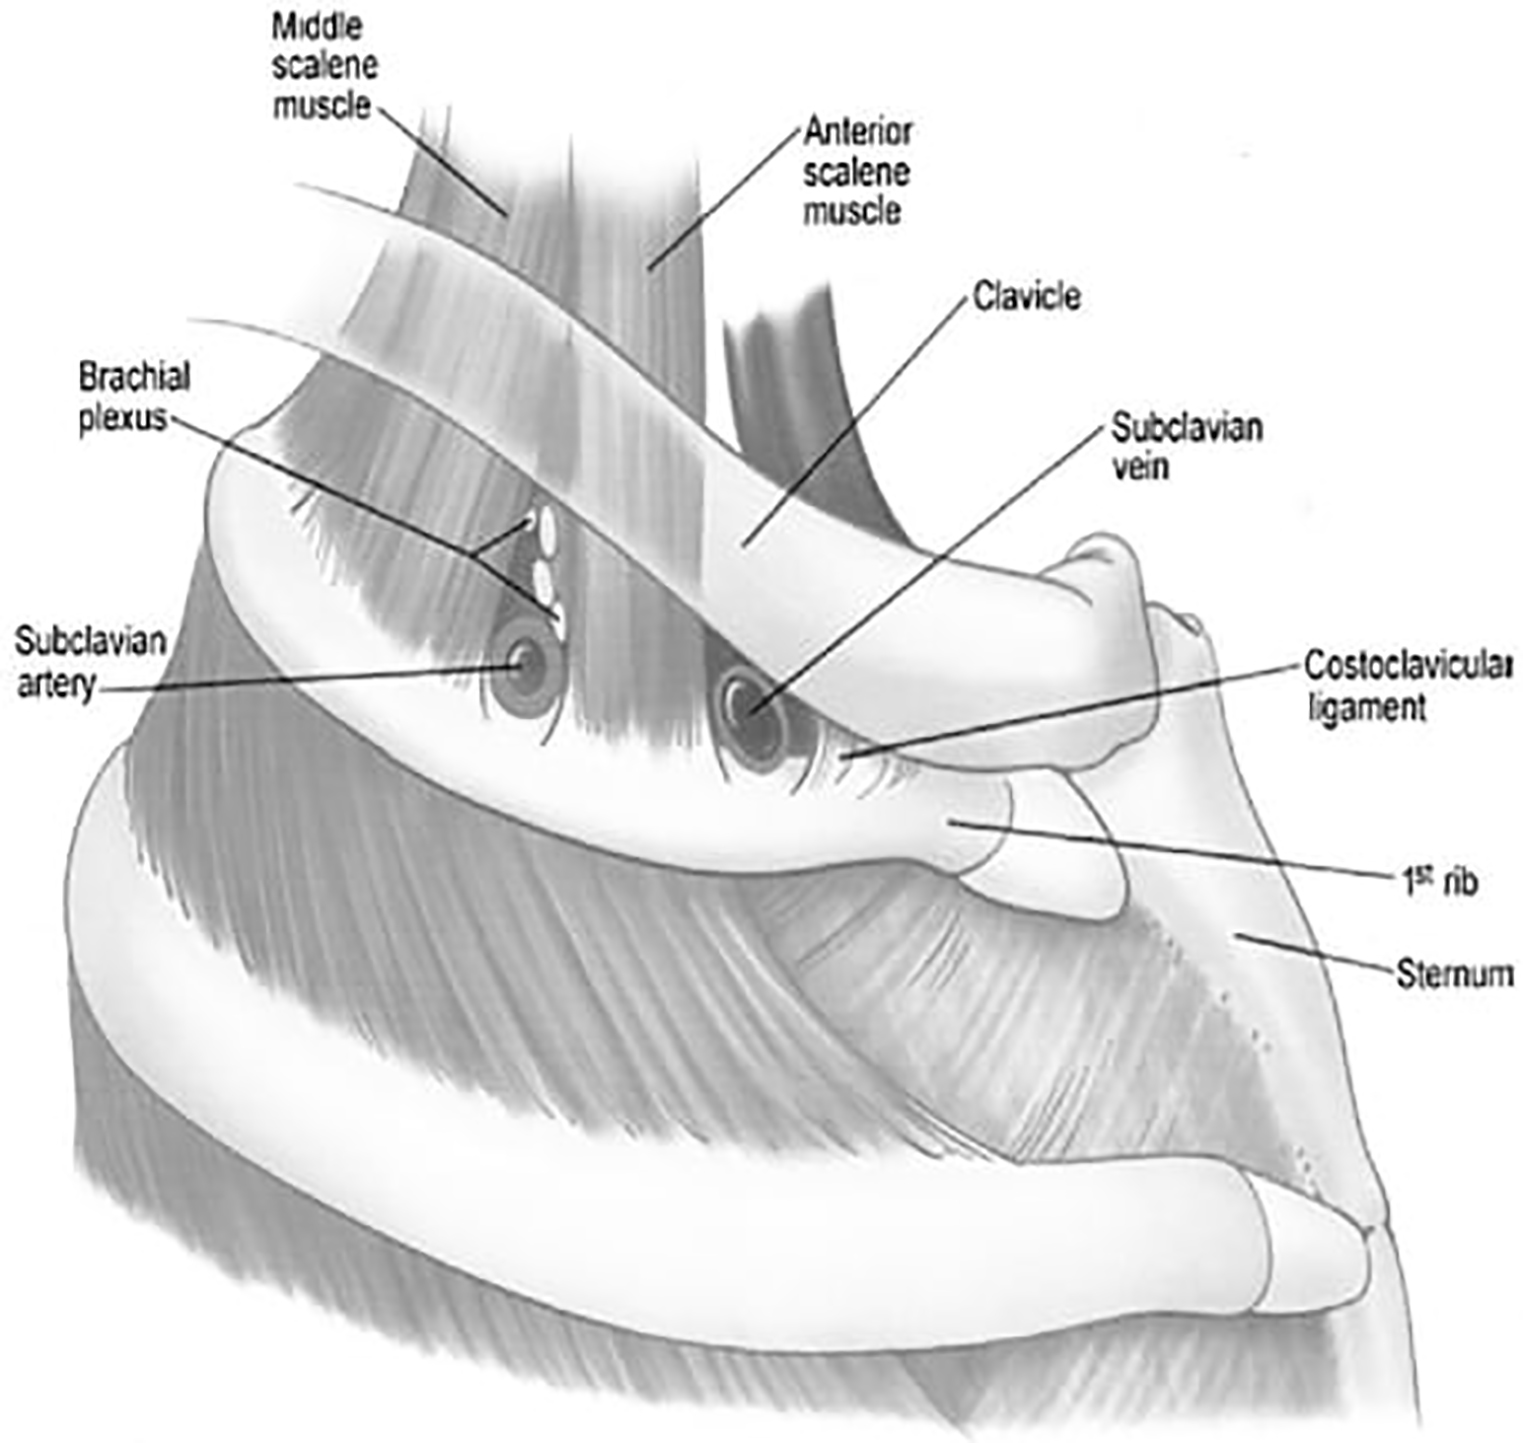 Middle
scalene
muscle
Anterior
scalene
muscle
Clavicle
Brachial
plexus
Subclavian
vein
Subclavian
artery
Costoclavicular
ligament
1st rib
Sternum